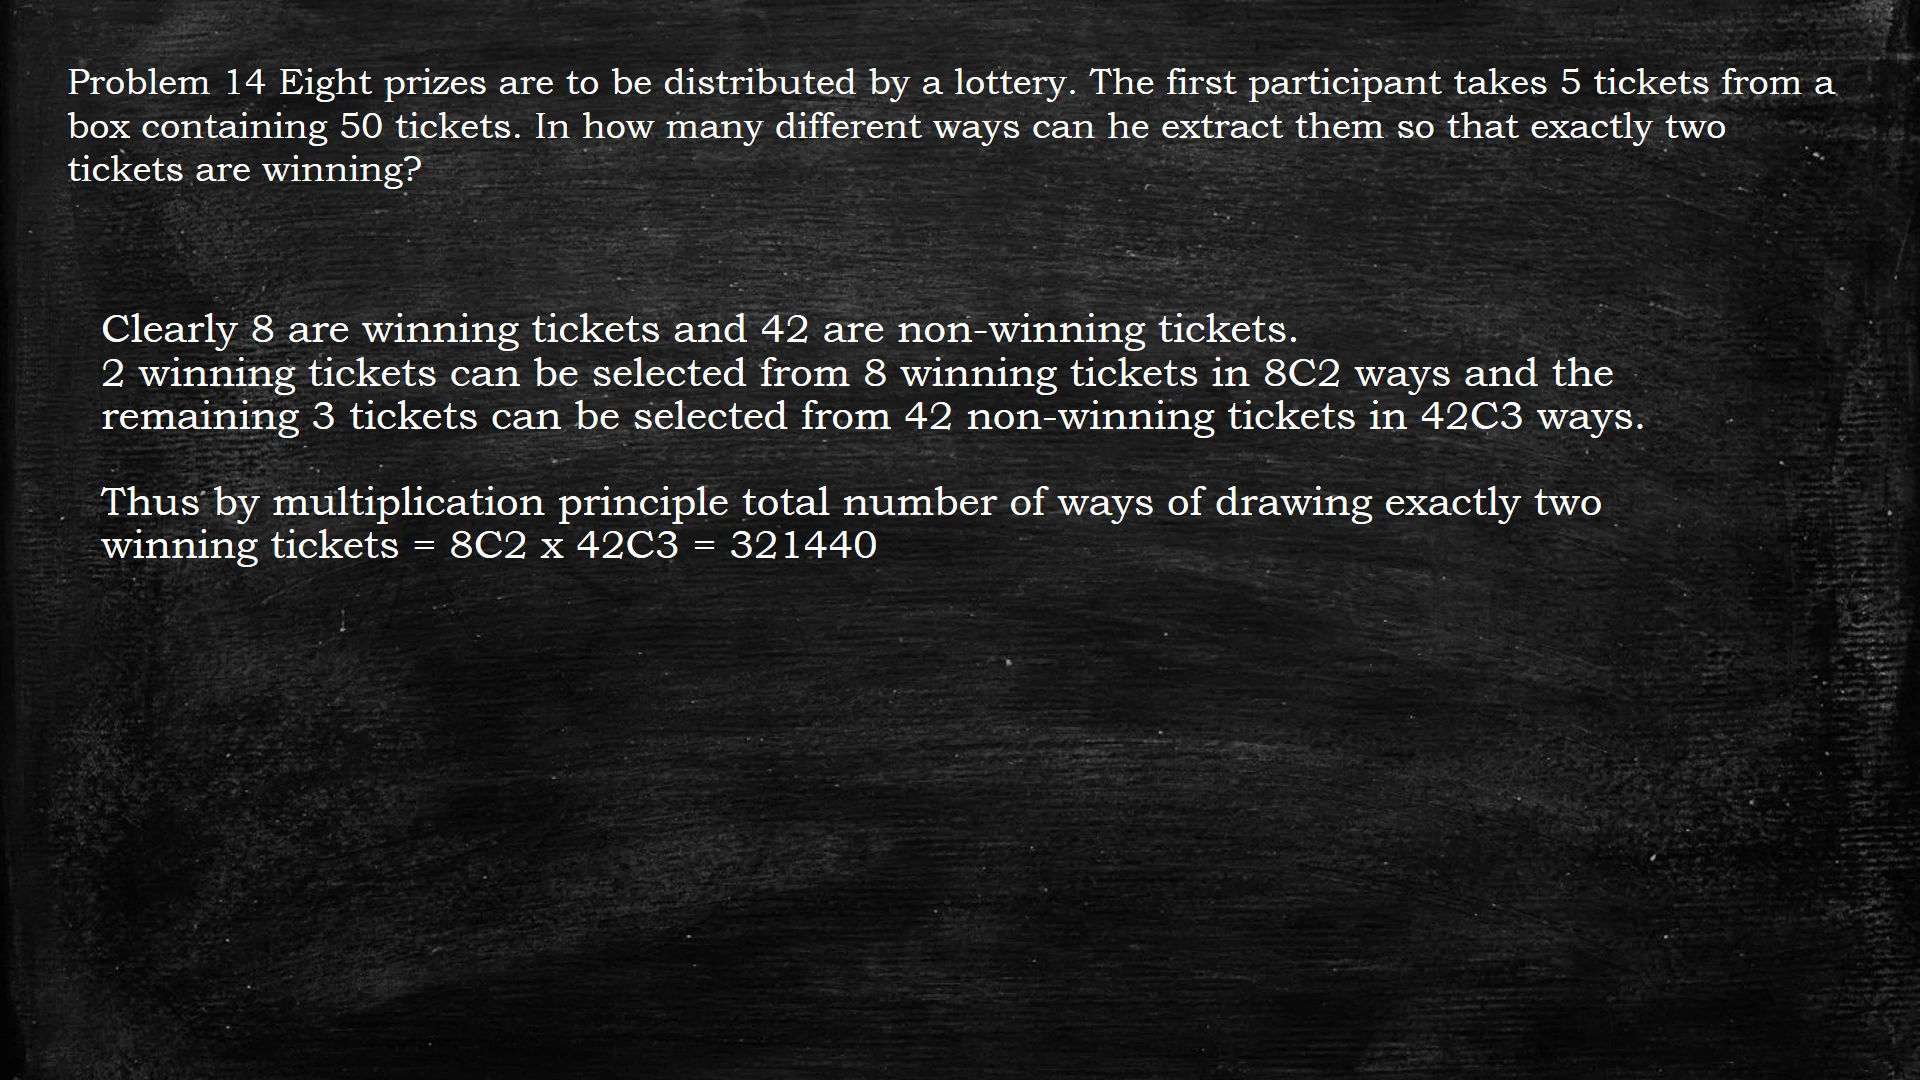 Problem 14 Eight prizes are to be distributed by a lottery. The first participant takes 5 tickets from a
box containing 50 tickets. In how many different ways can he extract them so that exactly two
tickets are winning?
Clearly 8 are winning tickets and 42 are non-winning tickets.
2 winning tickets can be selected from 8 winning tickets in 8C2 ways and the
remaining 3 tickets can be selected from 42 non-winning tickets in 42C3 ways.
Thus by multiplication principle total number of ways of drawing exactly two
winning tickets = 8C2 x 42C3 = 321440